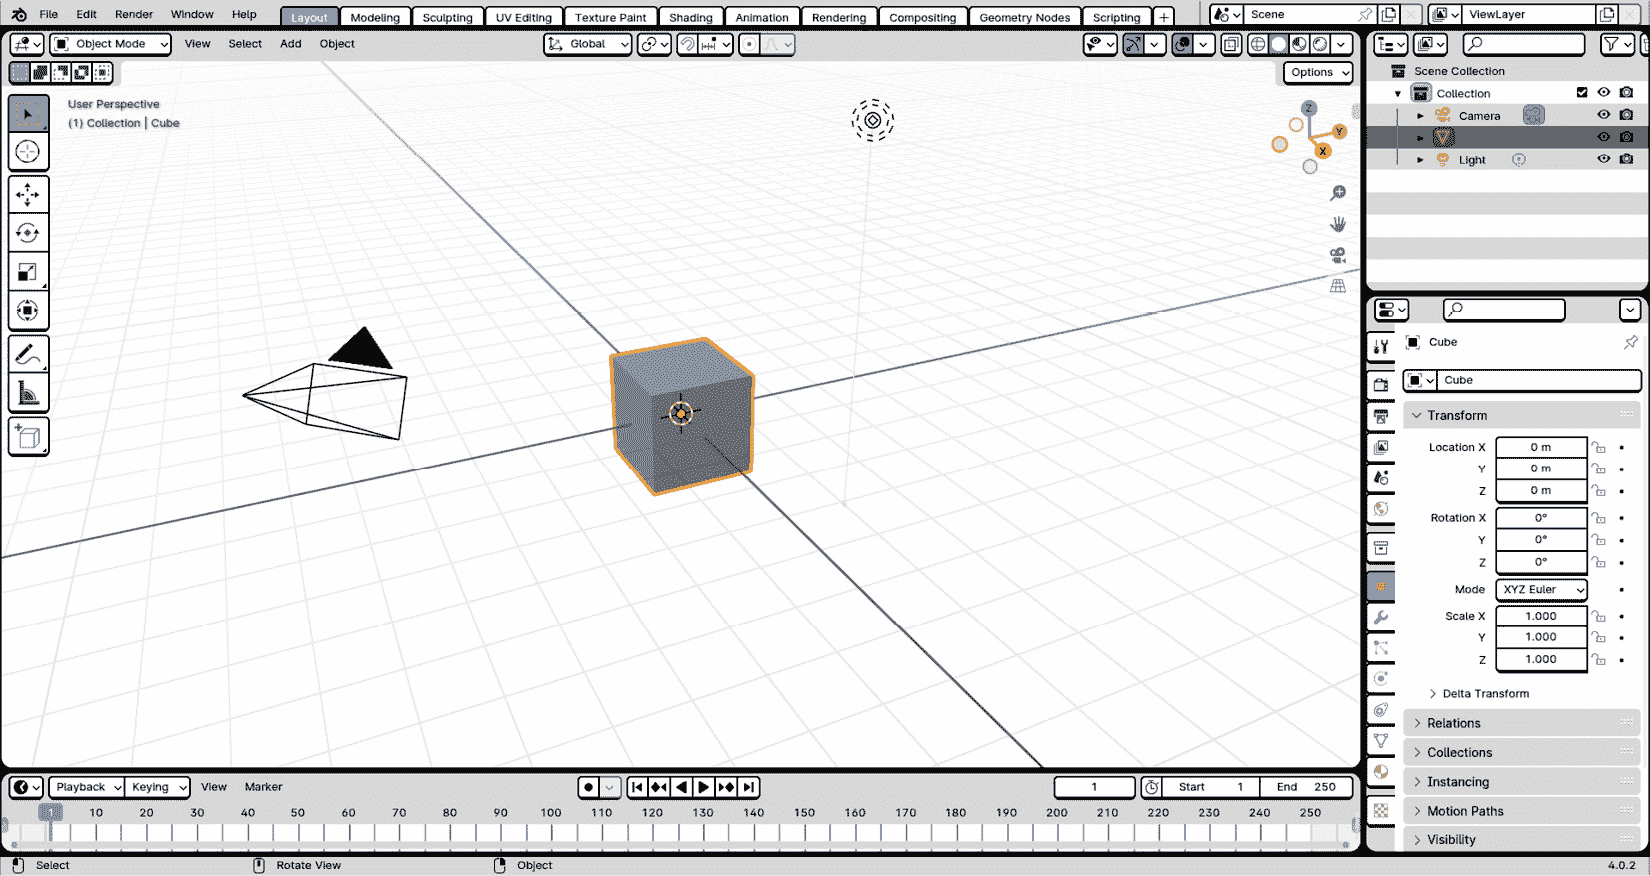 File Edit Render Window Help Layout Modeling Sculpting UV Editing Texture Paint Shading Animation Rendering Compositing Geometry Nodes Scripting + Scene ViewLayer
Object Mode View Select Add Object Global
Options
User Perspective
(1) Collection | Cube
Z
Y
X
Scene Collection
Collection
Camera
Light
Cube
Cube
Transform
Location X 0 m
Y 0 m
Z 0 m
Rotation X 0°
Y 0°
Z 0°
Mode XYZ Euler
Scale X 1.000
Y 1.000
Z 1.000
Delta Transform
Relations
Collections
Instancing
Motion Paths
Visibility
Playback Keying View Marker 1 Start 1 End 250
1 10 20 30 40 50 60 70 80 90 100 110 120 130 140 150 160 170 180 190 200 210 220 230 240 250
Select Rotate View Object 4.0.2